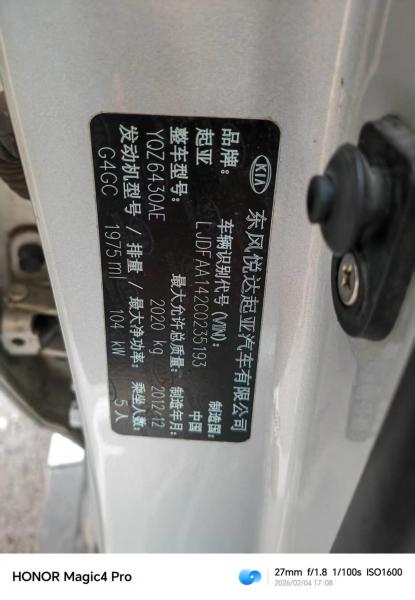 KIA 东风悦达起亚汽车有限公司
品牌: 车辆识别代号 (VIN): 制造国:
起亚 LJDFAA142C0235193 中国
整车型号: 最大允许总质量: 制造年月:
YQZ6430AE 2020 kg 2012-12
发动机型号 / 排量 / 最大净功率: 乘坐人数:
G4GC 1975 ml 104 kW 5 人
HONOR Magic4 Pro
27mm f/1.8 1/100s ISO1600
2026/02/04 17:08